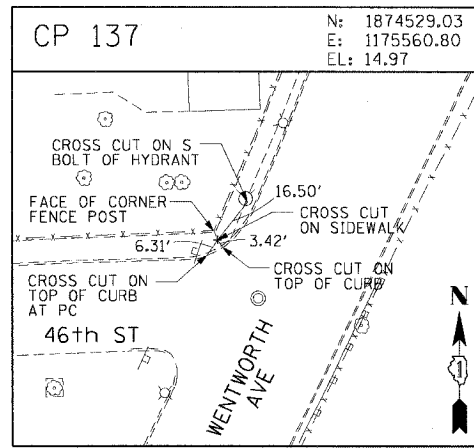 CP 137
N: 1874529.03
E: 1175560.80
EL: 14.97
CROSS CUT ON S
BOLT OF HYDRANT
16.50'
FACE OF CORNER
FENCE POST
CROSS CUT
ON SIDEWALK
6.31'
3.42'
CROSS CUT ON
TOP OF CURB
AT PC
CROSS CUT ON
TOP OF CURB
46th ST
WENTWORTH
AVE
N
1